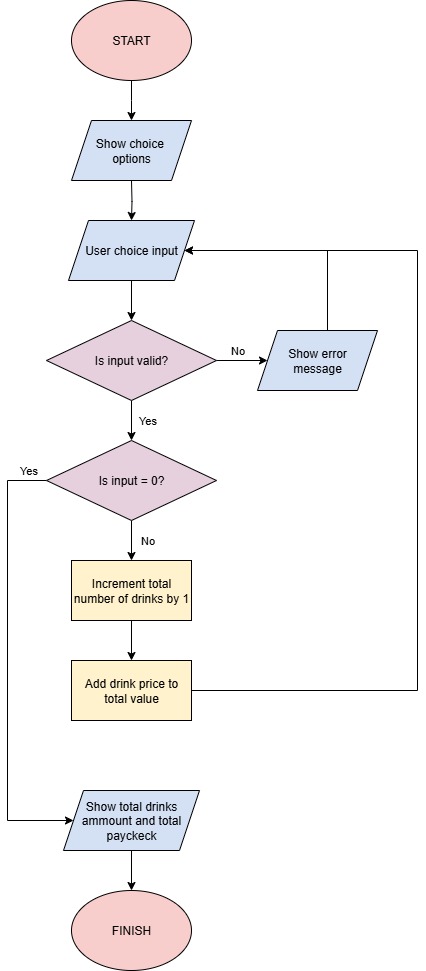 START
Show choice
options
User choice input
Is input valid?
No
Show error
message
Yes
Yes
Is input = 0?
No
Increment total
number of drinks by 1
Add drink price to
total value
Show total drinks
ammount and total
payckeck
FINISH